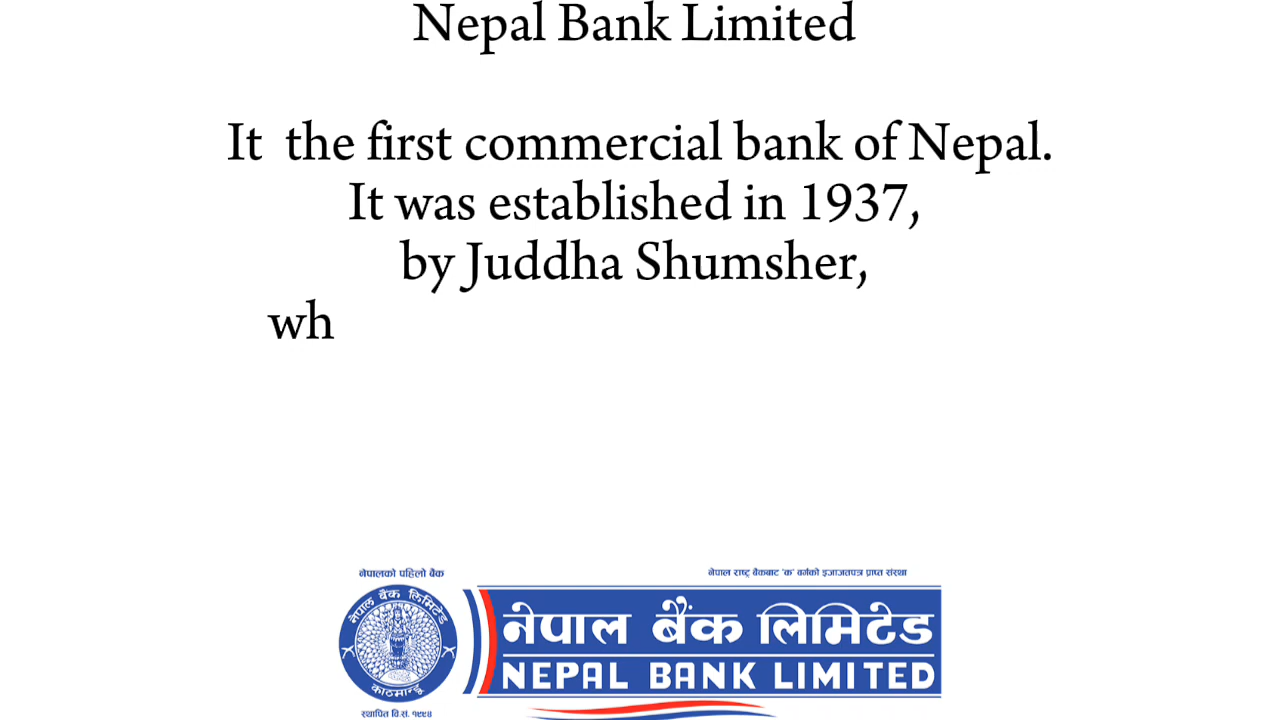 Nepal Bank Limited
It  the first commercial bank of Nepal.
It was established in 1937,
by Juddha Shumsher,
wh
नेपालको पहिलो बैंक
नेपाल राष्ट्र बैंकबाट 'क' वर्गको इजाजतपत्र प्राप्त संस्था
नेपाल बैंक लिमिटेड
काठमाण्डू
नेपाल बैंक लिमिटेड
NEPAL BANK LIMITED
स्थापित वि.सं. १९९४